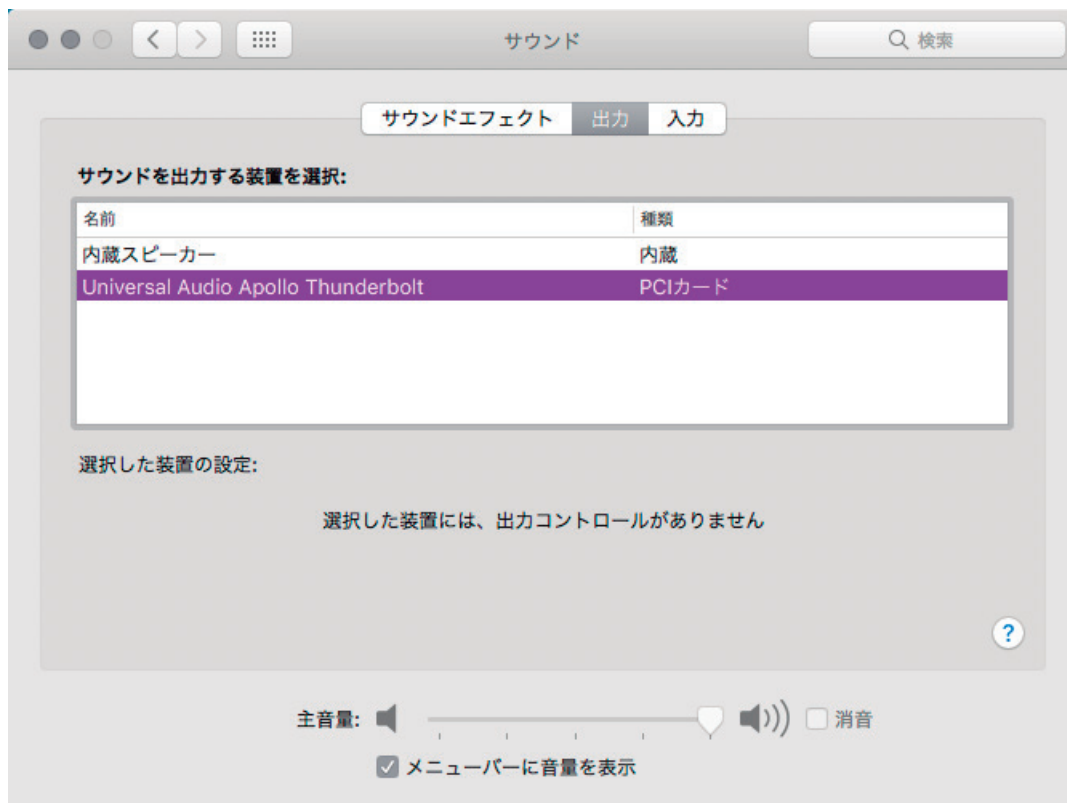 サウンド
検索
サウンドエフェクト 出力 入力
サウンドを出力する装置を選択:
名前 種類
内蔵スピーカー 内蔵
Universal Audio Apollo Thunderbolt PCIカード
選択した装置の設定:
選択した装置には、出力コントロールがありません
?
主音量: 消音
メニューバーに音量を表示